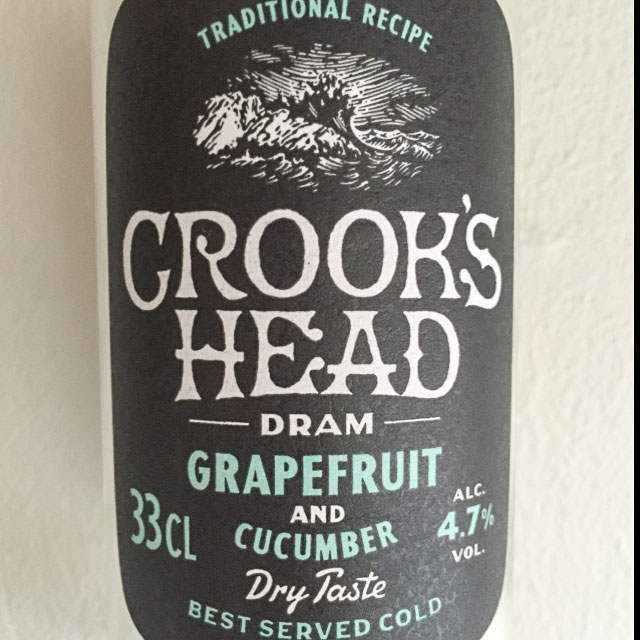 TRADITIONAL RECIPE
CROOK'S
HEAD
DRAM
GRAPEFRUIT
AND
CUCUMBER
33CL
ALC.
4.7%
VOL.
Dry Taste
BEST SERVED COLD